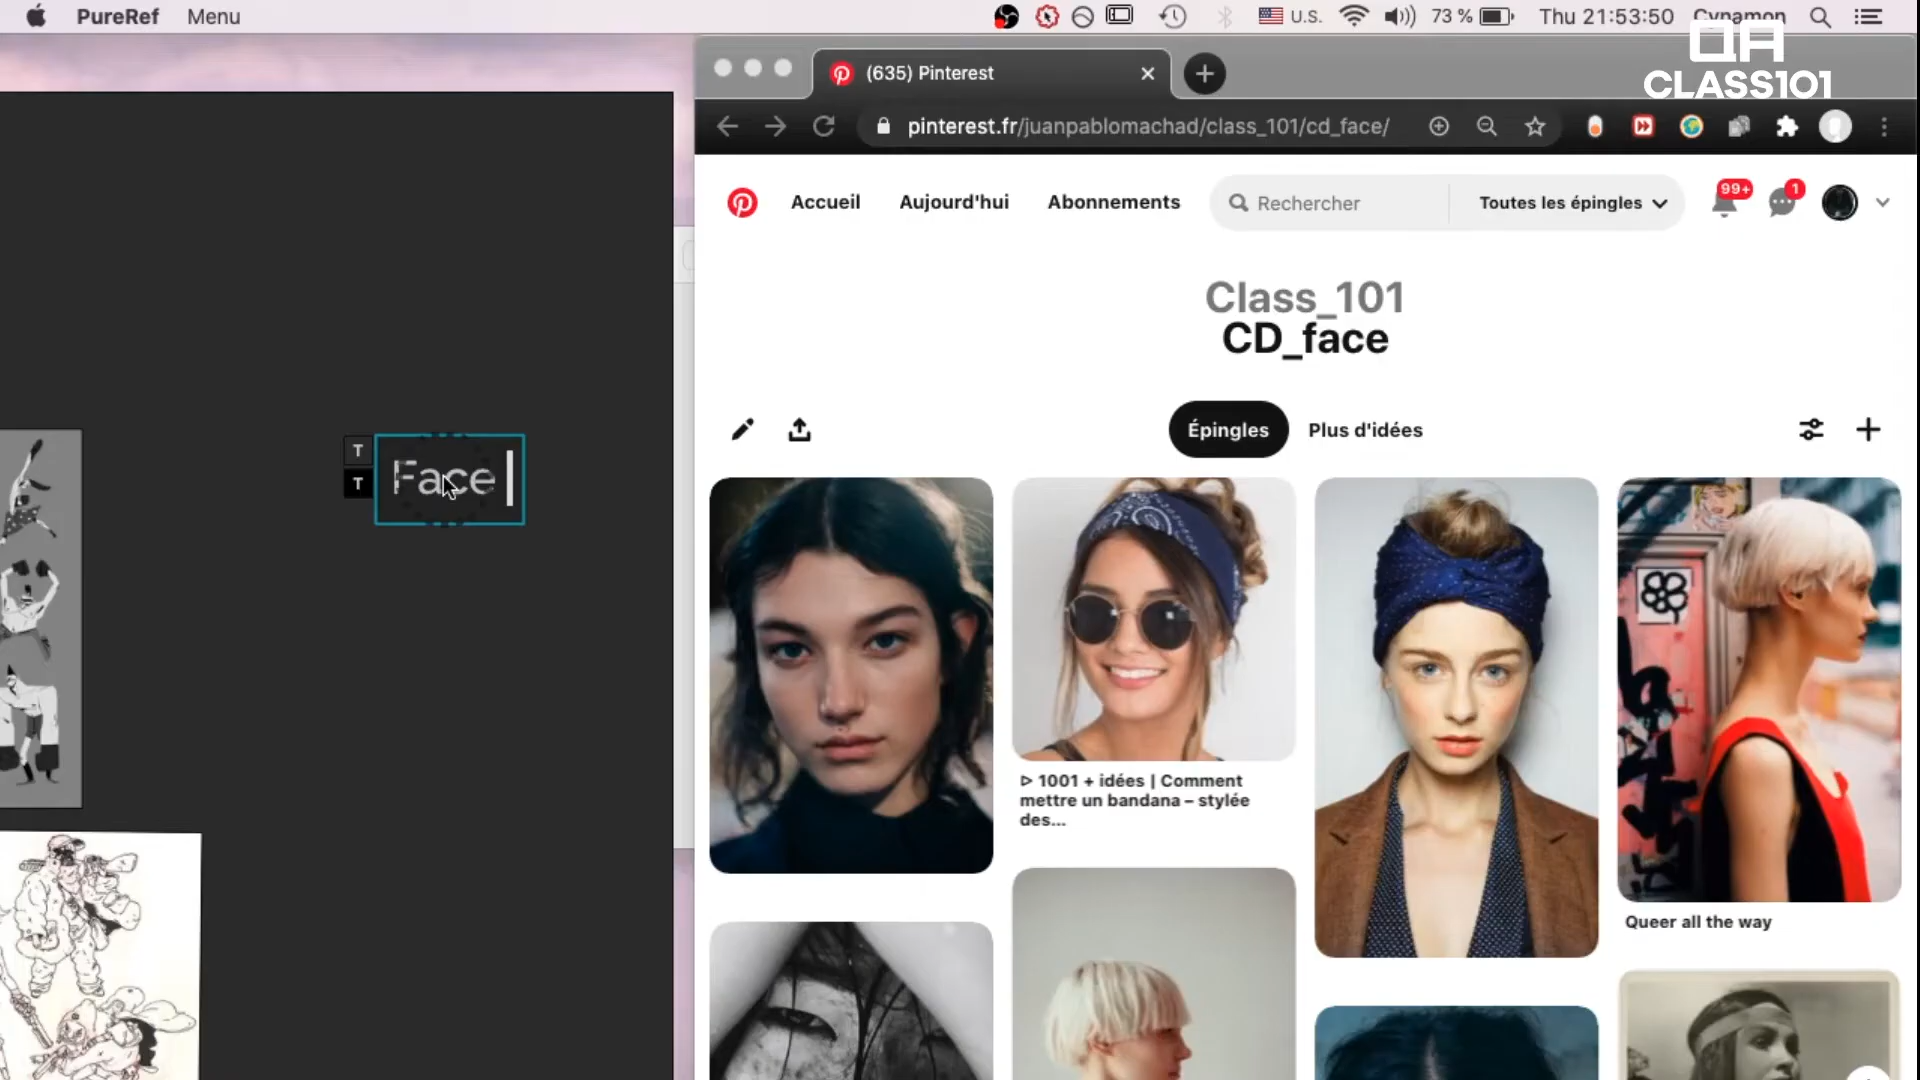 PureRef Menu
U.S. 73 % Thu 21:53:50 Cynamon
CLASS101
(635) Pinterest
pinterest.fr/juanpablomachad/class_101/cd_face/
Accueil Aujourd'hui Abonnements Rechercher Toutes les épingles 99+ 1
Class_101
CD_face
Épingles Plus d'idées
T
T
Face
▷ 1001 + idées | Comment
mettre un bandana – stylée
des...
Queer all the way